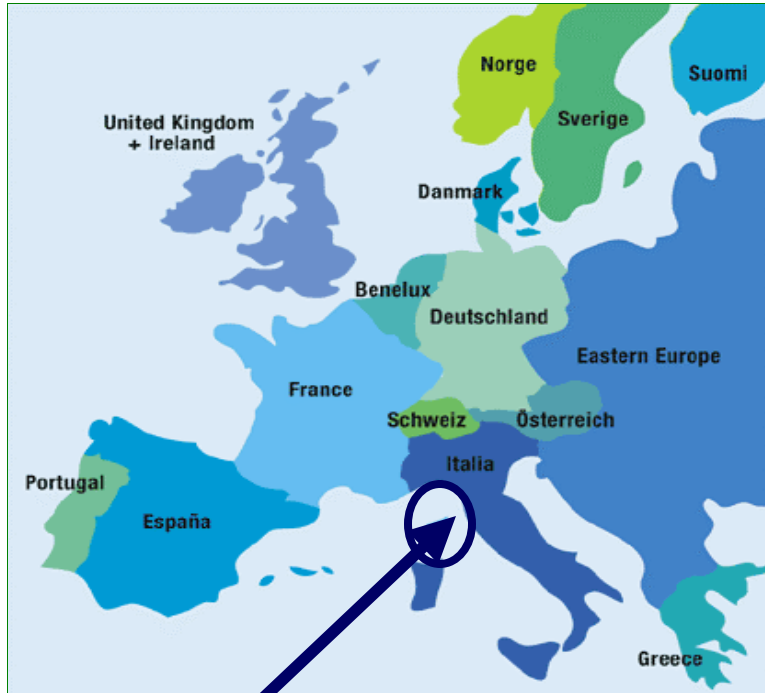 Norge
Suomi
United Kingdom
+ Ireland
Sverige
Danmark
Benelux
Deutschland
Eastern Europe
France
Schweiz
Österreich
Italia
Portugal
España
Greece